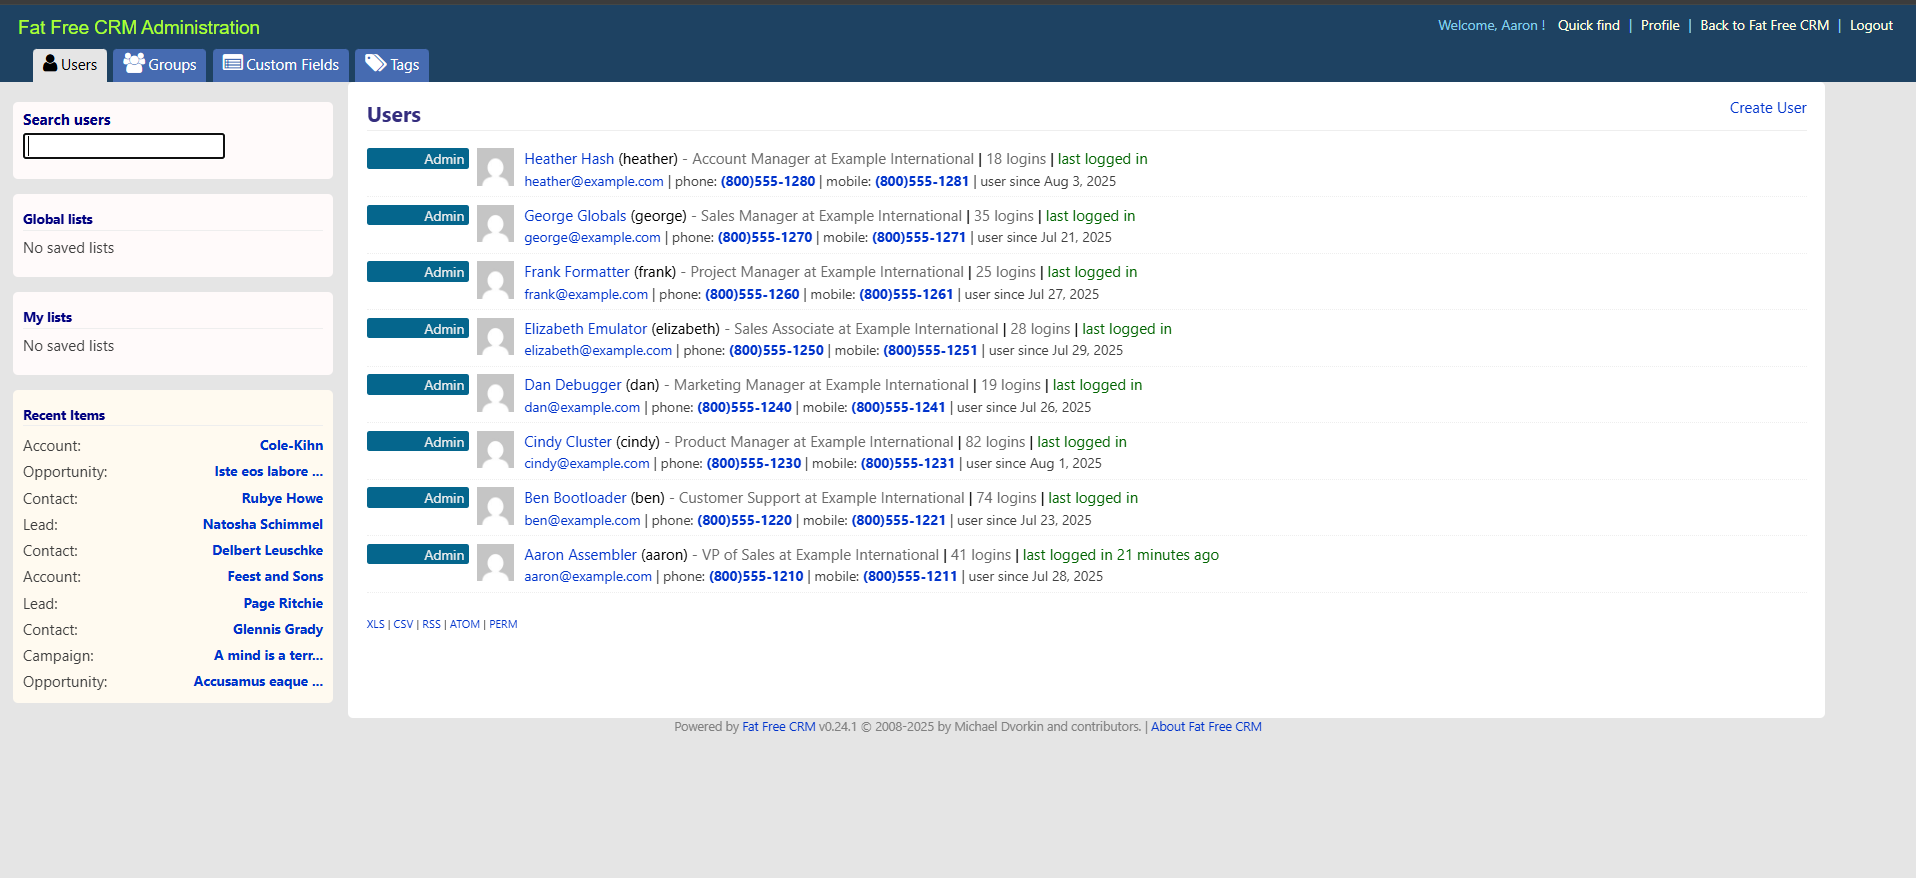 Fat Free CRM Administration
Welcome, Aaron ! Quick find | Profile | Back to Fat Free CRM | Logout
Users Groups Custom Fields Tags
Search users
Global lists
No saved lists
My lists
No saved lists
Recent Items
Account: Cole-Kihn
Opportunity: Iste eos labore ...
Contact: Rubye Howe
Lead: Natosha Schimmel
Contact: Delbert Leuschke
Account: Feest and Sons
Lead: Page Ritchie
Contact: Glennis Grady
Campaign: A mind is a terr...
Opportunity: Accusamus eaque ...
Users
Create User
Admin Heather Hash (heather) - Account Manager at Example International | 18 logins | last logged in
heather@example.com | phone: (800)555-1280 | mobile: (800)555-1281 | user since Aug 3, 2025
Admin George Globals (george) - Sales Manager at Example International | 35 logins | last logged in
george@example.com | phone: (800)555-1270 | mobile: (800)555-1271 | user since Jul 21, 2025
Admin Frank Formatter (frank) - Project Manager at Example International | 25 logins | last logged in
frank@example.com | phone: (800)555-1260 | mobile: (800)555-1261 | user since Jul 27, 2025
Admin Elizabeth Emulator (elizabeth) - Sales Associate at Example International | 28 logins | last logged in
elizabeth@example.com | phone: (800)555-1250 | mobile: (800)555-1251 | user since Jul 29, 2025
Admin Dan Debugger (dan) - Marketing Manager at Example International | 19 logins | last logged in
dan@example.com | phone: (800)555-1240 | mobile: (800)555-1241 | user since Jul 26, 2025
Admin Cindy Cluster (cindy) - Product Manager at Example International | 82 logins | last logged in
cindy@example.com | phone: (800)555-1230 | mobile: (800)555-1231 | user since Aug 1, 2025
Admin Ben Bootloader (ben) - Customer Support at Example International | 74 logins | last logged in
ben@example.com | phone: (800)555-1220 | mobile: (800)555-1221 | user since Jul 23, 2025
Admin Aaron Assembler (aaron) - VP of Sales at Example International | 41 logins | last logged in 21 minutes ago
aaron@example.com | phone: (800)555-1210 | mobile: (800)555-1211 | user since Jul 28, 2025
XLS | CSV | RSS | ATOM | PERM
Powered by Fat Free CRM v0.24.1 © 2008-2025 by Michael Dvorkin and contributors. | About Fat Free CRM